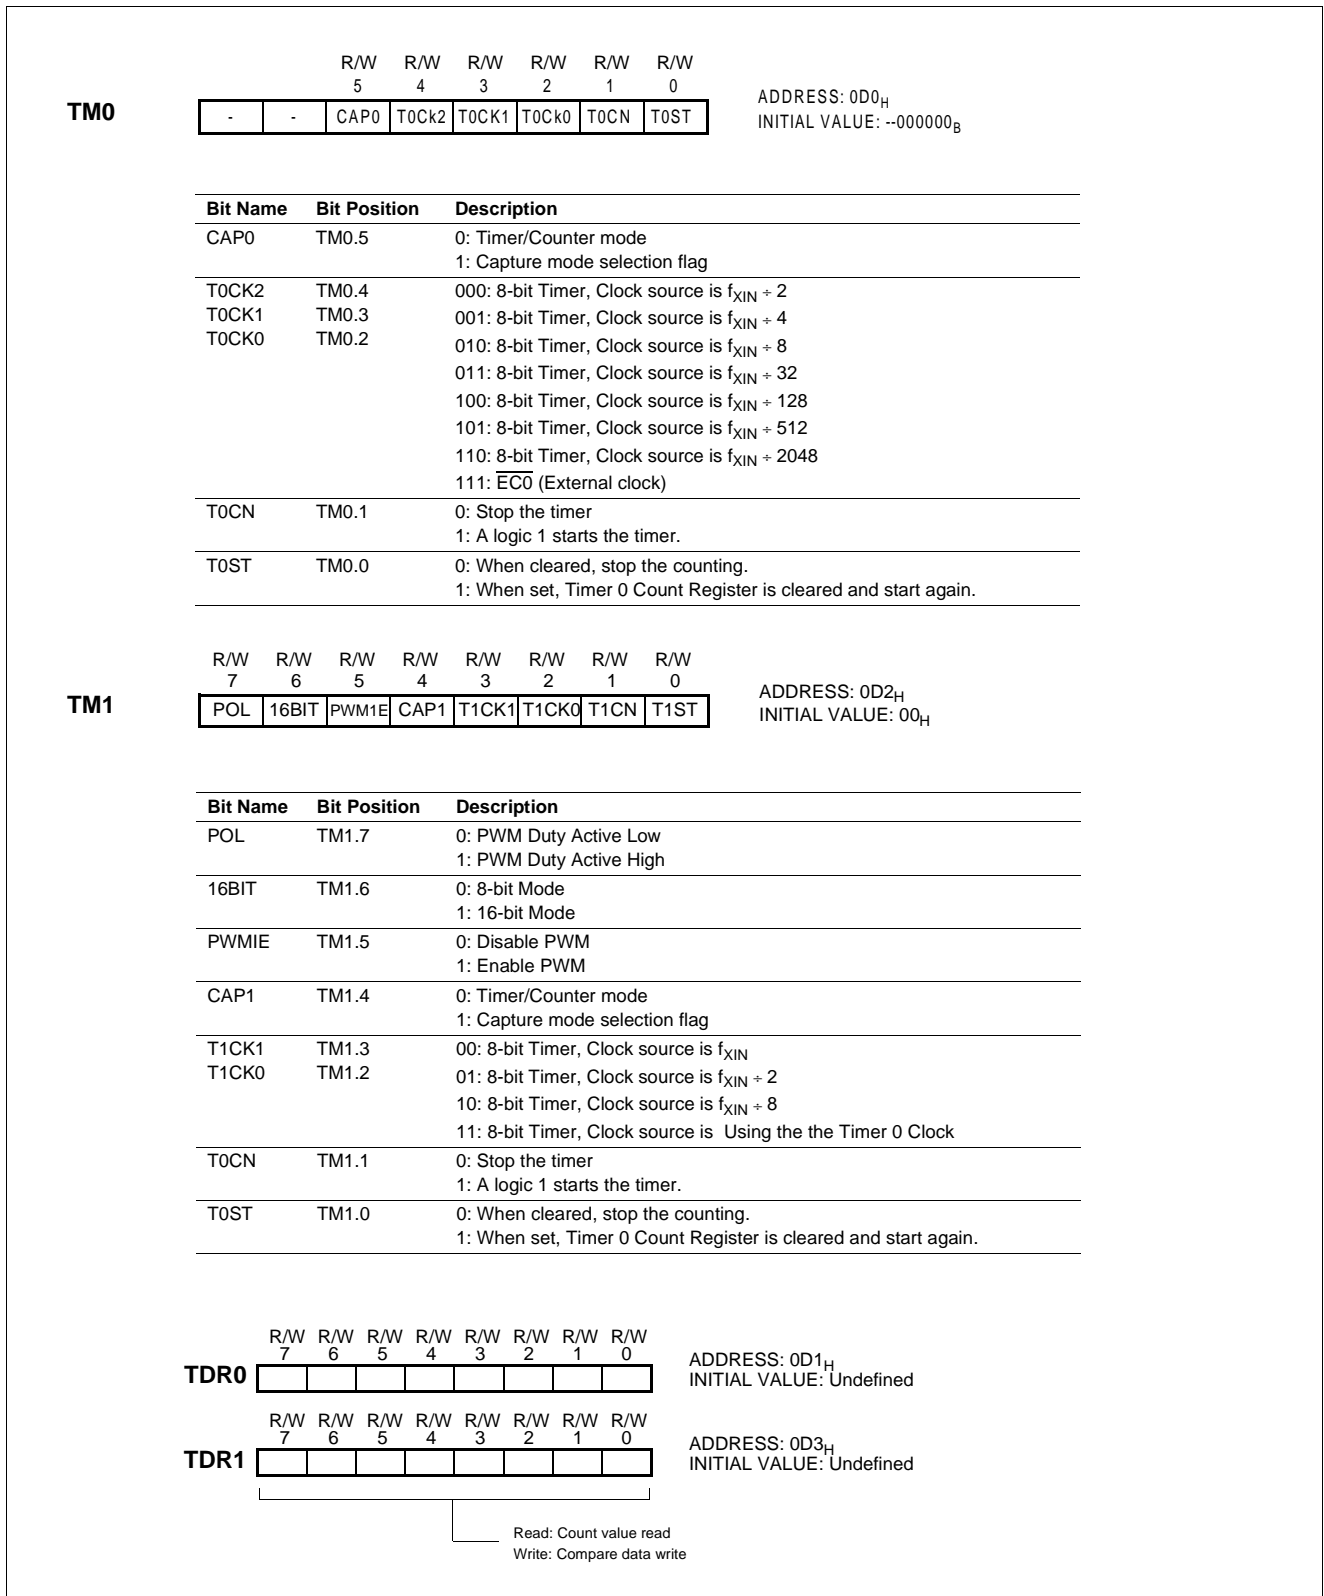 R/W R/W R/W R/W R/W R/W
5 4 3 2 1 0
TM0
- - CAP0 T0Ck2 T0CK1 T0Ck0 T0CN T0ST
ADDRESS: 0D0H
INITIAL VALUE: --000000B
Bit Name Bit Position Description
CAP0 TM0.5 0: Timer/Counter mode
1: Capture mode selection flag
T0CK2 TM0.4 000: 8-bit Timer, Clock source is fXIN ÷ 2
T0CK1 TM0.3 001: 8-bit Timer, Clock source is fXIN ÷ 4
T0CK0 TM0.2 010: 8-bit Timer, Clock source is fXIN ÷ 8
011: 8-bit Timer, Clock source is fXIN ÷ 32
100: 8-bit Timer, Clock source is fXIN ÷ 128
101: 8-bit Timer, Clock source is fXIN ÷ 512
110: 8-bit Timer, Clock source is fXIN ÷ 2048
111: EC0 (External clock)
T0CN TM0.1 0: Stop the timer
1: A logic 1 starts the timer.
T0ST TM0.0 0: When cleared, stop the counting.
1: When set, Timer 0 Count Register is cleared and start again.
R/W R/W R/W R/W R/W R/W R/W R/W
7 6 5 4 3 2 1 0
TM1
POL 16BIT PWM1E CAP1 T1CK1 T1CK0 T1CN T1ST
ADDRESS: 0D2H
INITIAL VALUE: 00H
Bit Name Bit Position Description
POL TM1.7 0: PWM Duty Active Low
1: PWM Duty Active High
16BIT TM1.6 0: 8-bit Mode
1: 16-bit Mode
PWMIE TM1.5 0: Disable PWM
1: Enable PWM
CAP1 TM1.4 0: Timer/Counter mode
1: Capture mode selection flag
T1CK1 TM1.3 00: 8-bit Timer, Clock source is fXIN
T1CK0 TM1.2 01: 8-bit Timer, Clock source is fXIN ÷ 2
10: 8-bit Timer, Clock source is fXIN ÷ 8
11: 8-bit Timer, Clock source is Using the the Timer 0 Clock
T0CN TM1.1 0: Stop the timer
1: A logic 1 starts the timer.
T0ST TM1.0 0: When cleared, stop the counting.
1: When set, Timer 0 Count Register is cleared and start again.
R/W R/W R/W R/W R/W R/W R/W R/W
7 6 5 4 3 2 1 0
TDR0
ADDRESS: 0D1H
INITIAL VALUE: Undefined
R/W R/W R/W R/W R/W R/W R/W R/W
7 6 5 4 3 2 1 0
TDR1
ADDRESS: 0D3H
INITIAL VALUE: Undefined
Read: Count value read
Write: Compare data write